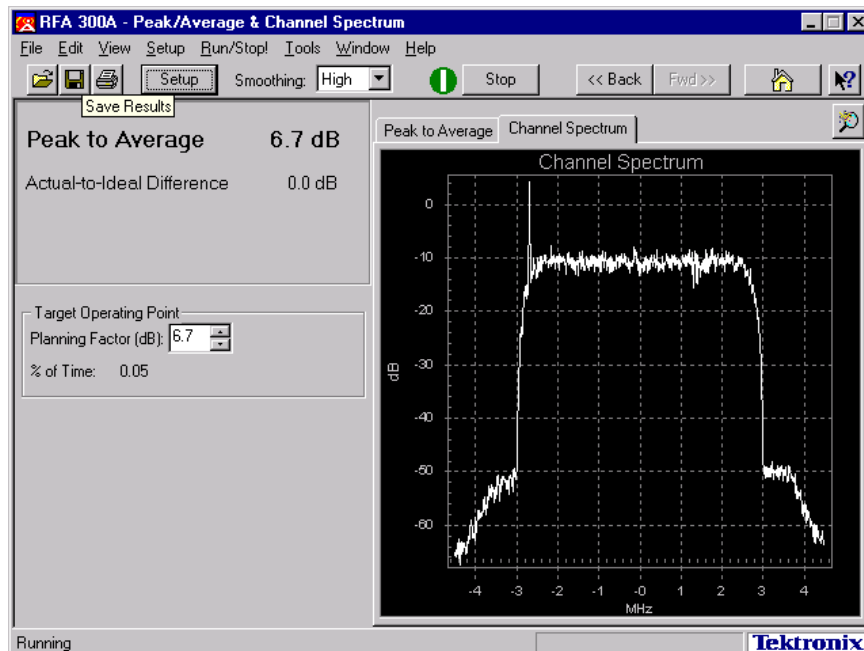 RFA 300A - Peak/Average & Channel Spectrum
File Edit View Setup Run/Stop! Tools Window Help
Setup Smoothing: High Stop << Back Fwd >>
Save Results
Peak to Average 6.7 dB
Actual-to-Ideal Difference 0.0 dB
Target Operating Point
Planning Factor (dB): 6.7
% of Time: 0.05
Peak to Average Channel Spectrum
Channel Spectrum
0
-10
-20
-30
dB
-40
-50
-60
-4 -3 -2 -1 -0 1 2 3 4
MHz
Running
Tektronix